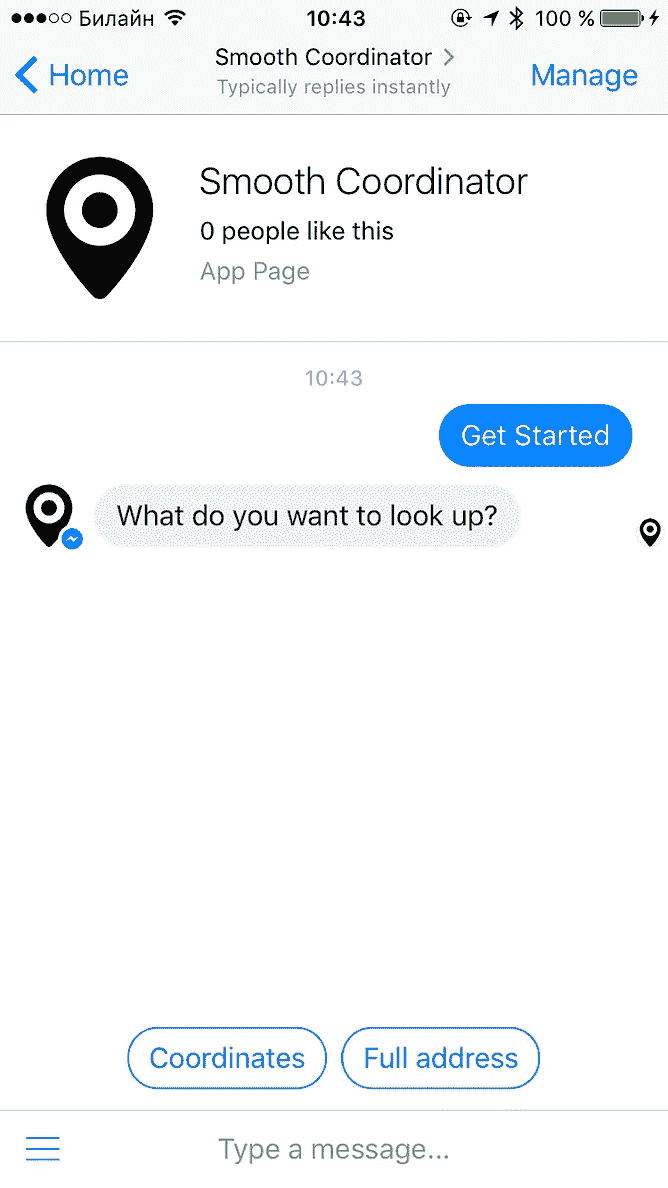 Билайн 10:43 100 %
Home
Smooth Coordinator
Typically replies instantly
Manage
Smooth Coordinator
0 people like this
App Page
10:43
Get Started
What do you want to look up?
Coordinates Full address
Type a message...